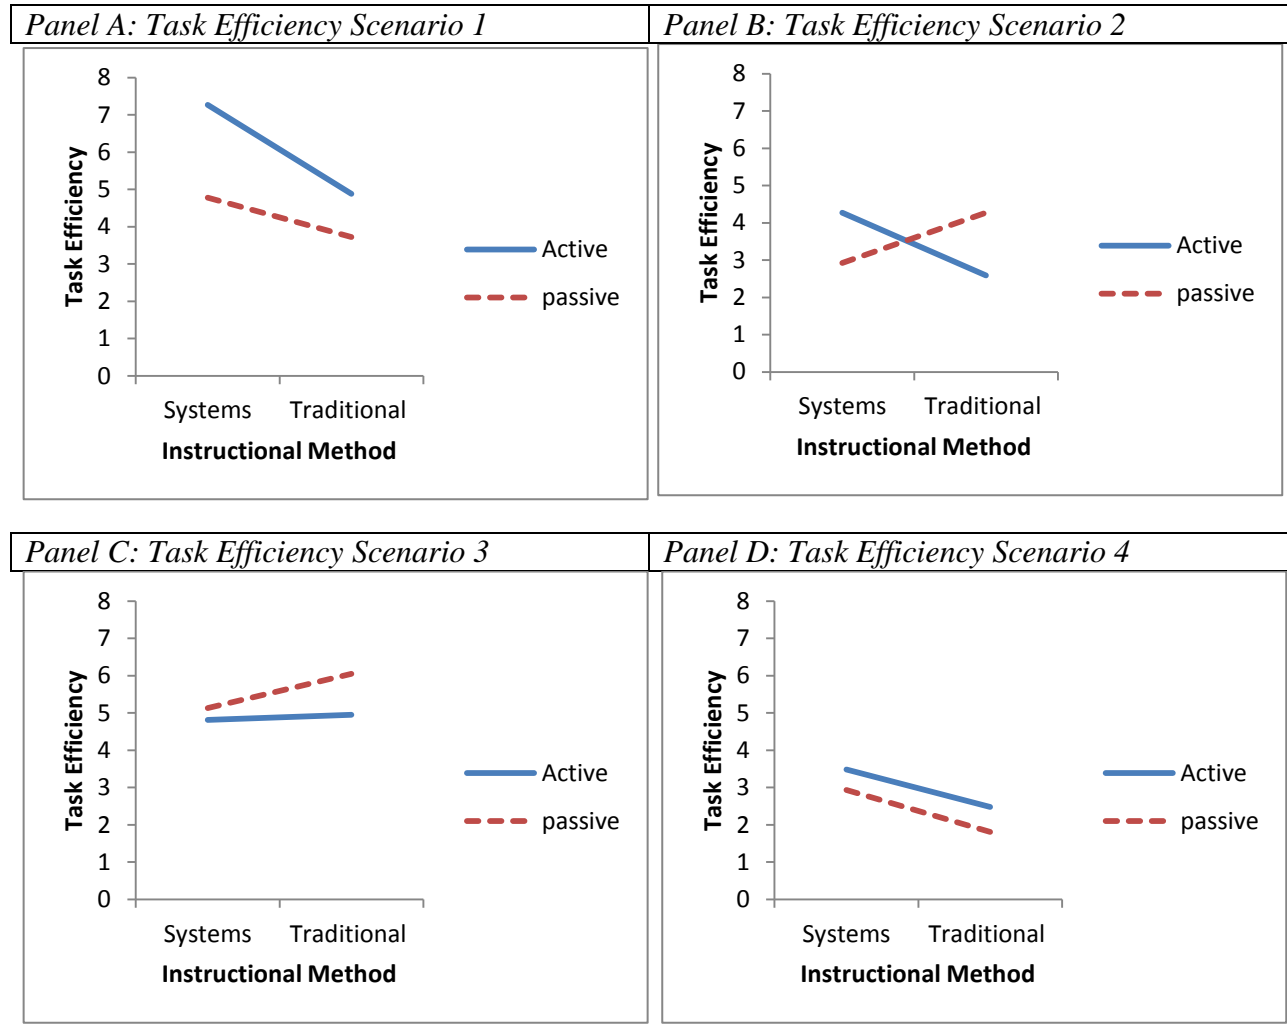 Panel A: Task Efficiency Scenario 1
Panel B: Task Efficiency Scenario 2
8
7
6
5
4
3
2
1
0
Task Efficiency
Systems
Traditional
Instructional Method
Active
passive
8
7
6
5
4
3
2
1
0
Task Efficiency
Systems
Traditional
Instructional Method
Active
passive
Panel C: Task Efficiency Scenario 3
Panel D: Task Efficiency Scenario 4
8
7
6
5
4
3
2
1
0
Task Efficiency
Systems
Traditional
Instructional Method
Active
passive
8
7
6
5
4
3
2
1
0
Task Efficiency
Systems
Traditional
Instructional Method
Active
passive